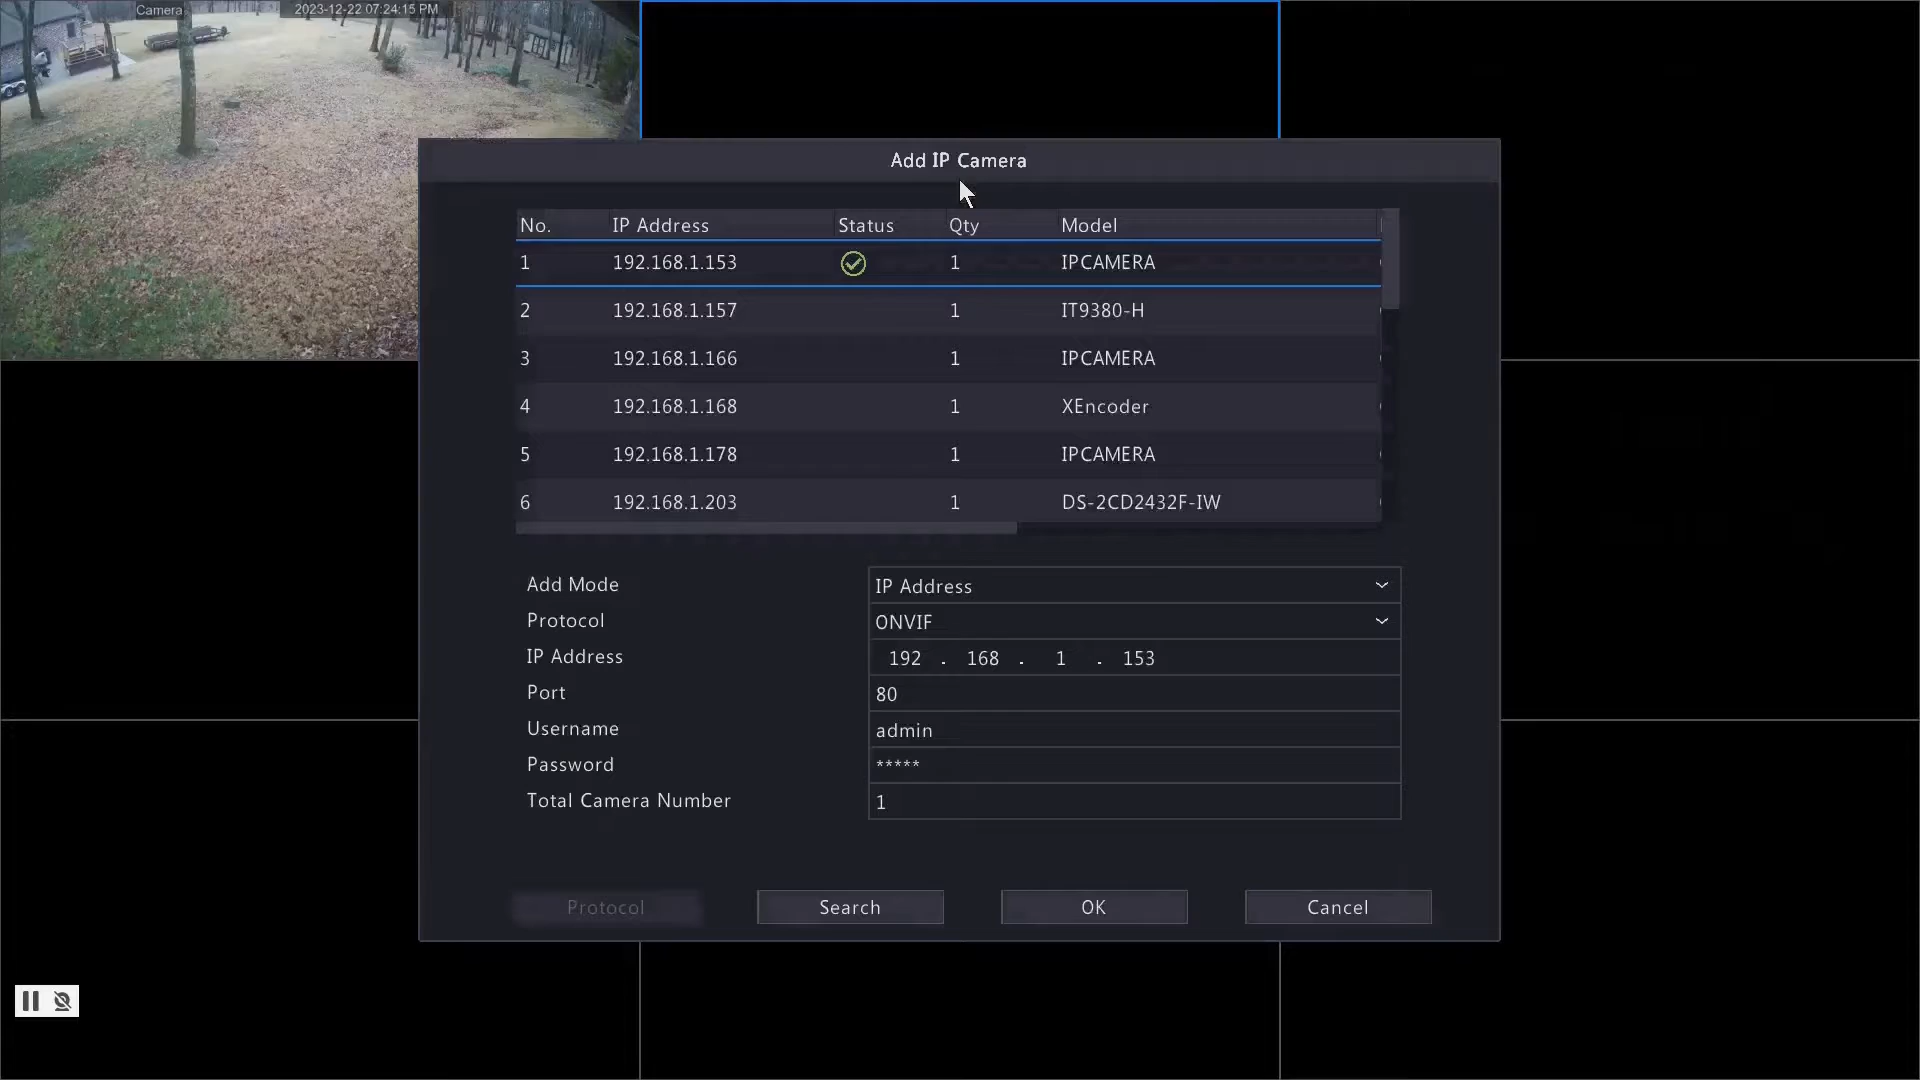 Camera 2023-12-22 07:24:15 PM
Add IP Camera
No. IP Address Status Qty Model
1 192.168.1.153 1 IPCAMERA
2 192.168.1.157 1 IT9380-H
3 192.168.1.166 1 IPCAMERA
4 192.168.1.168 1 XEncoder
5 192.168.1.178 1 IPCAMERA
6 192.168.1.203 1 DS-2CD2432F-IW
Add Mode IP Address
Protocol ONVIF
IP Address 192 . 168 . 1 . 153
Port 80
Username admin
Password *****
Total Camera Number 1
Protocol Search OK Cancel